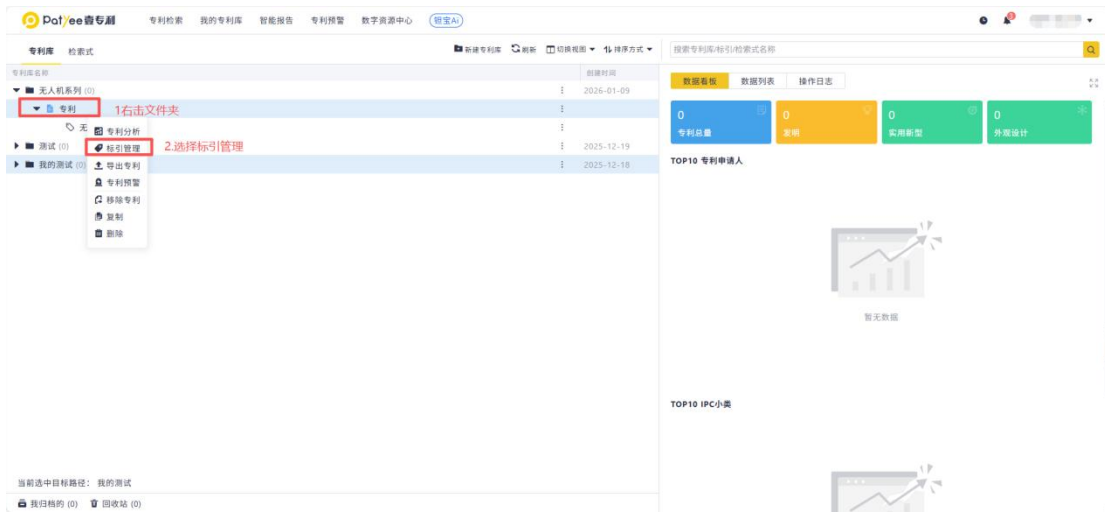 Patyee壹专利 专利检索 我的专利库 智能报告 专利预警 数字资源中心 钽宝Ai 3
专利库 检索式 新建专利库 刷新 切换视图 排序方式 搜索专利库/标引/检索式名称
专利库名称 创建时间
数据看板 数据列表 操作日志
无人机系列 (0) 2026-01-09
专利 1右击文件夹
无
专利分析
测试 (0) 标引管理 2.选择标引管理 2025-12-19
我的测试 (0) 导出专利 2025-12-18
专利预警
移除专利
复制
删除
0 0 0 0
专利总量 发明 实用新型 外观设计
TOP10 专利申请人
暂无数据
TOP10 IPC小类
当前选中目标路径: 我的测试
我归档的 (0) 回收站 (0)